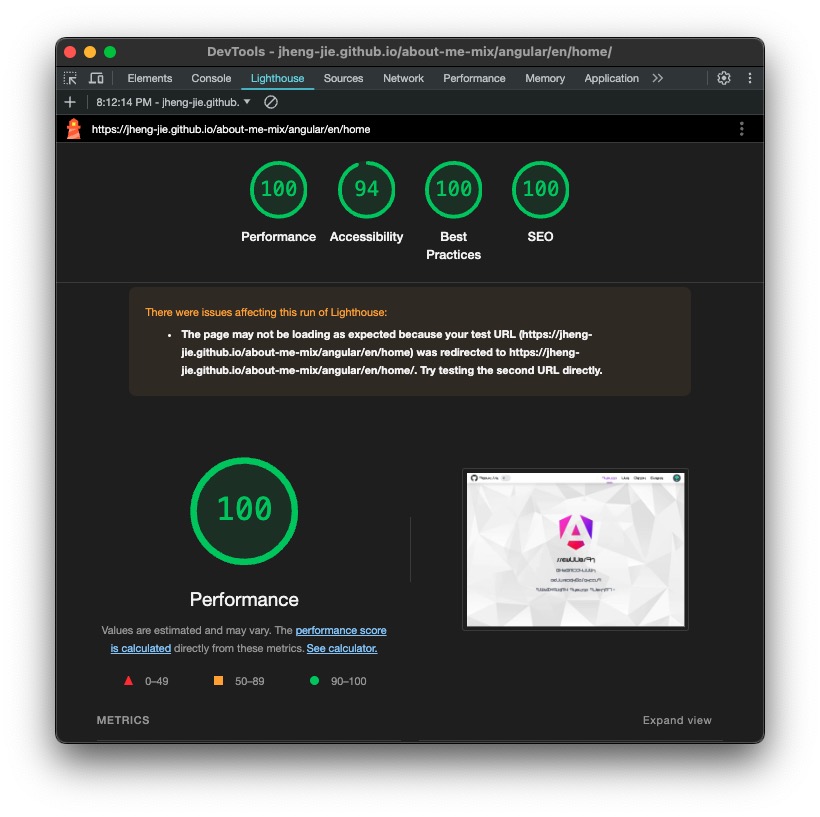 DevTools - jheng-jie.github.io/about-me-mix/angular/en/home/
Elements Console Lighthouse Sources Network Performance Memory Application
8:12:14 PM - jheng-jie.github.
https://jheng-jie.github.io/about-me-mix/angular/en/home
100 94 100 100
Performance Accessibility Best Practices SEO
There were issues affecting this run of Lighthouse:
• The page may not be loading as expected because your test URL (https://jheng-
jie.github.io/about-me-mix/angular/en/home) was redirected to https://jheng-
jie.github.io/about-me-mix/angular/en/home/. Try testing the second URL directly.
100
Performance
Values are estimated and may vary. The performance score
is calculated directly from these metrics. See calculator.
0–49 50–89 90–100
METRICS Expand view